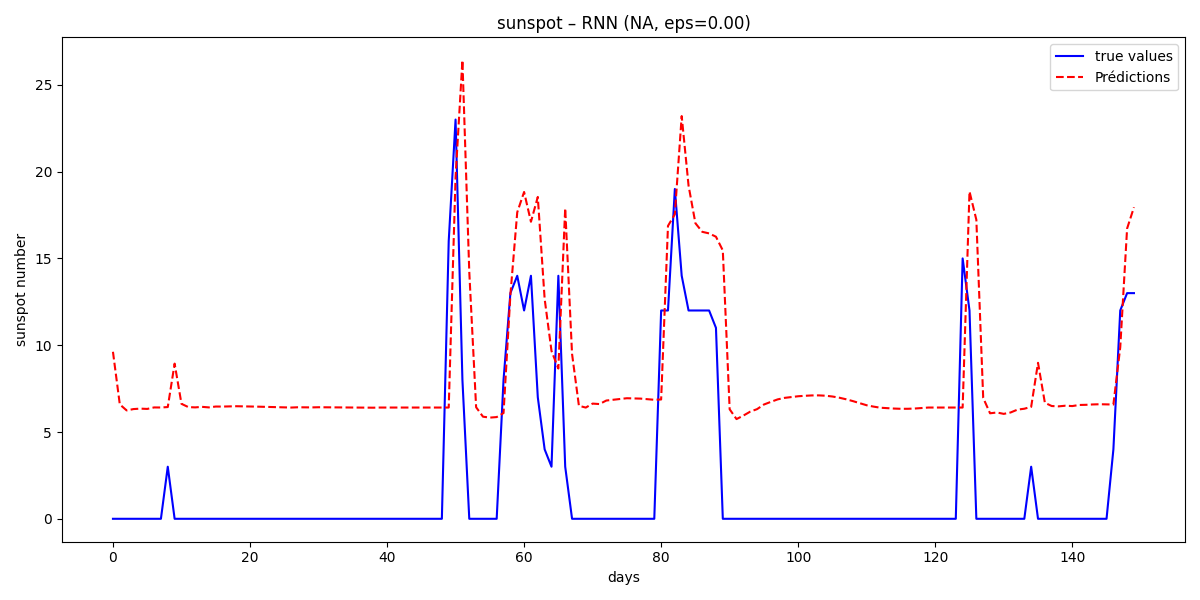 sunspot – RNN (NA, eps=0.00)
true values
Prédictions
sunspot number
25
20
15
10
5
0
0 20 40 60 80 100 120 140
days